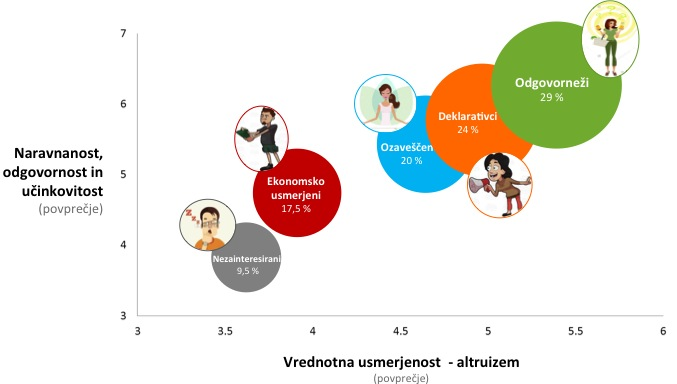 7
6
5
4
3
Naravnanost,
odgovornost in
učinkovitost
(povprečje)
Odgovorneži
29 %
Deklarativci
24 %
Ozaveščen
20 %
Ekonomsko
usmerjeni
17,5 %
Nezainteresirani
9,5 %
3
3.5
4
4.5
5
5.5
6
Vrednotna usmerjenost - altruizem
(povprečje)